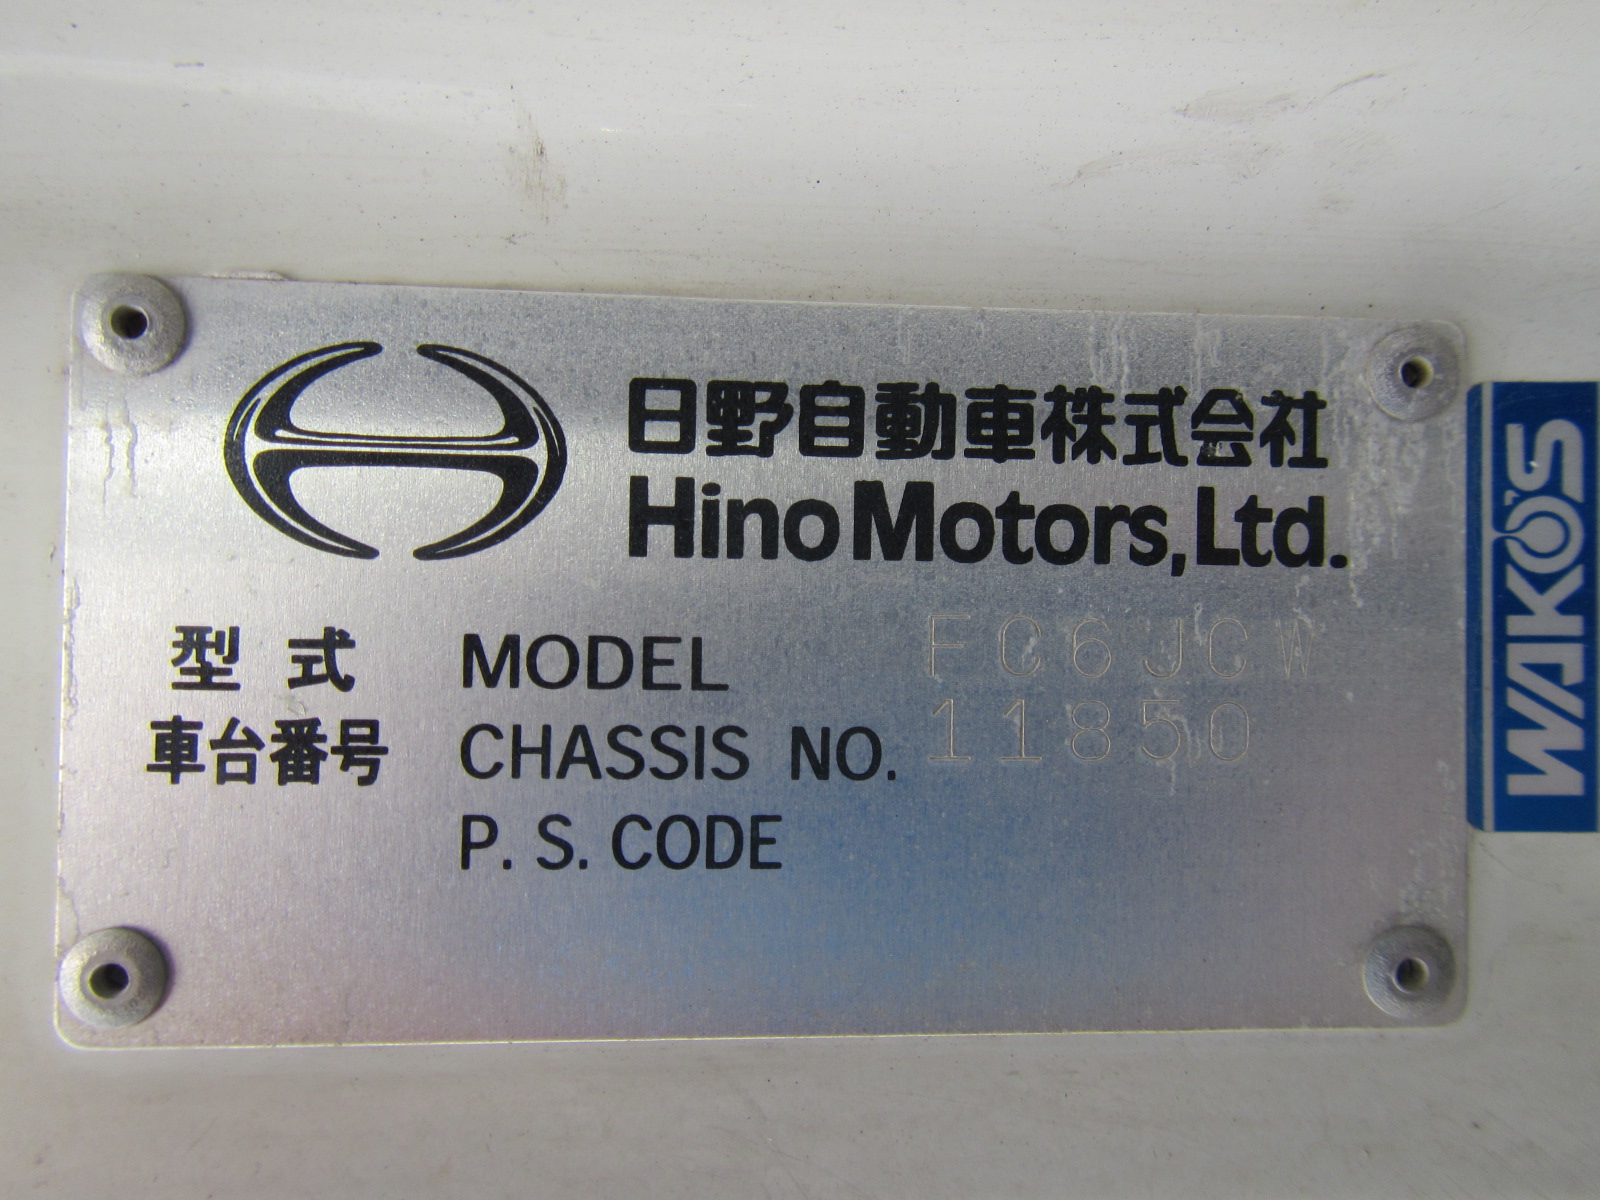 日野自動車株式会社
Hino Motors, Ltd.
型式 MODEL FC6JCW
車台番号 CHASSIS NO. 11850
P. S. CODE
WAKO'S